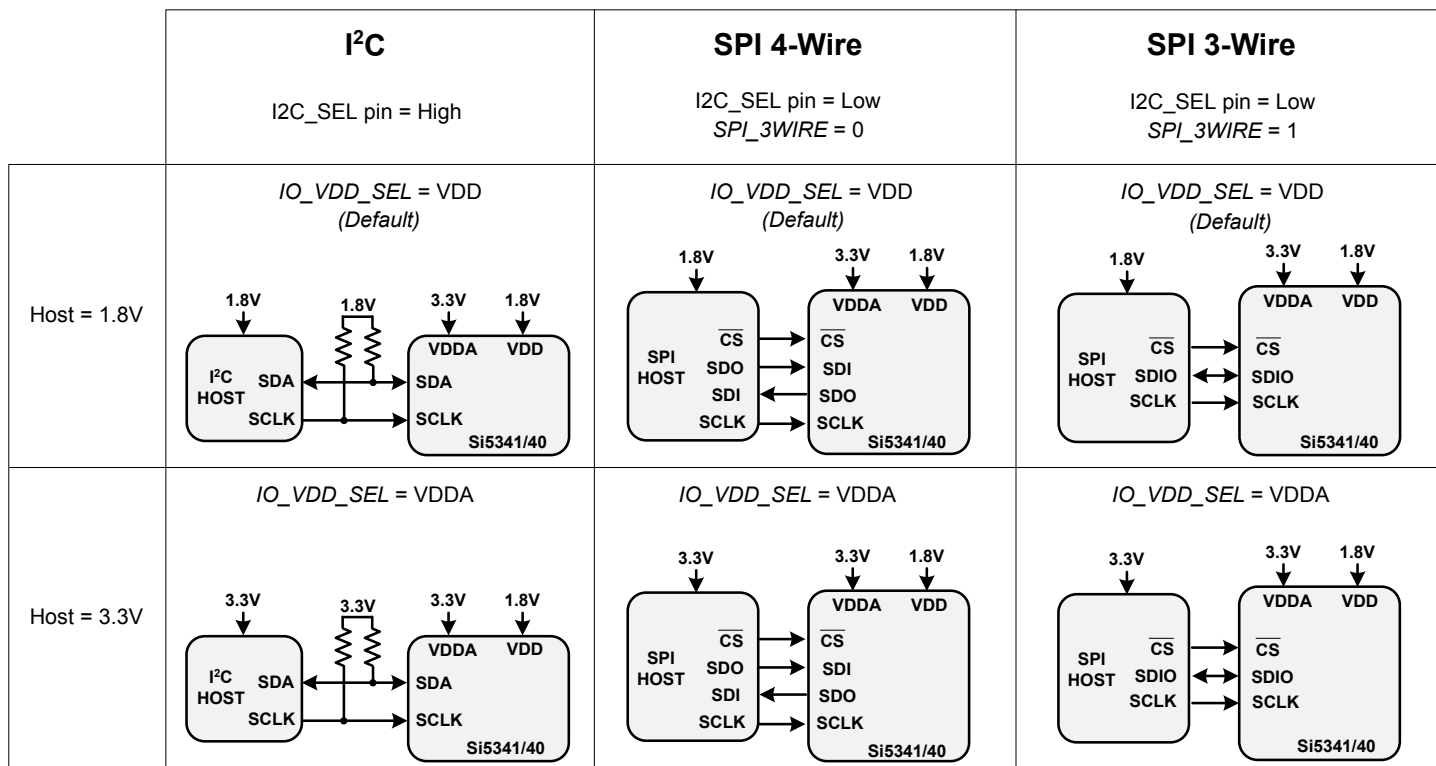 I²C
I2C_SEL pin = High
SPI 4-Wire
I2C_SEL pin = Low
SPI_3WIRE = 0
SPI 3-Wire
I2C_SEL pin = Low
SPI_3WIRE = 1
Host = 1.8V
IO_VDD_SEL = VDD
(Default)
1.8V
1.8V
3.3V
1.8V
VDDA
VDD
I²C
HOST
SDA
SDA
SCLK
SCLK
Si5341/40
IO_VDD_SEL = VDD
(Default)
1.8V
3.3V
1.8V
VDDA
VDD
SPI
HOST
CS
CS
SDO
SDI
SDI
SDO
SCLK
SCLK
Si5341/40
IO_VDD_SEL = VDD
(Default)
1.8V
3.3V
1.8V
VDDA
VDD
SPI
HOST
CS
CS
SDIO
SDIO
SCLK
SCLK
Si5341/40
Host = 3.3V
IO_VDD_SEL = VDDA
3.3V
3.3V
3.3V
1.8V
VDDA
VDD
I²C
HOST
SDA
SDA
SCLK
SCLK
Si5341/40
IO_VDD_SEL = VDDA
3.3V
3.3V
1.8V
VDDA
VDD
SPI
HOST
CS
CS
SDO
SDI
SDI
SDO
SCLK
SCLK
Si5341/40
IO_VDD_SEL = VDDA
3.3V
3.3V
1.8V
VDDA
VDD
SPI
HOST
CS
CS
SDIO
SDIO
SCLK
SCLK
Si5341/40